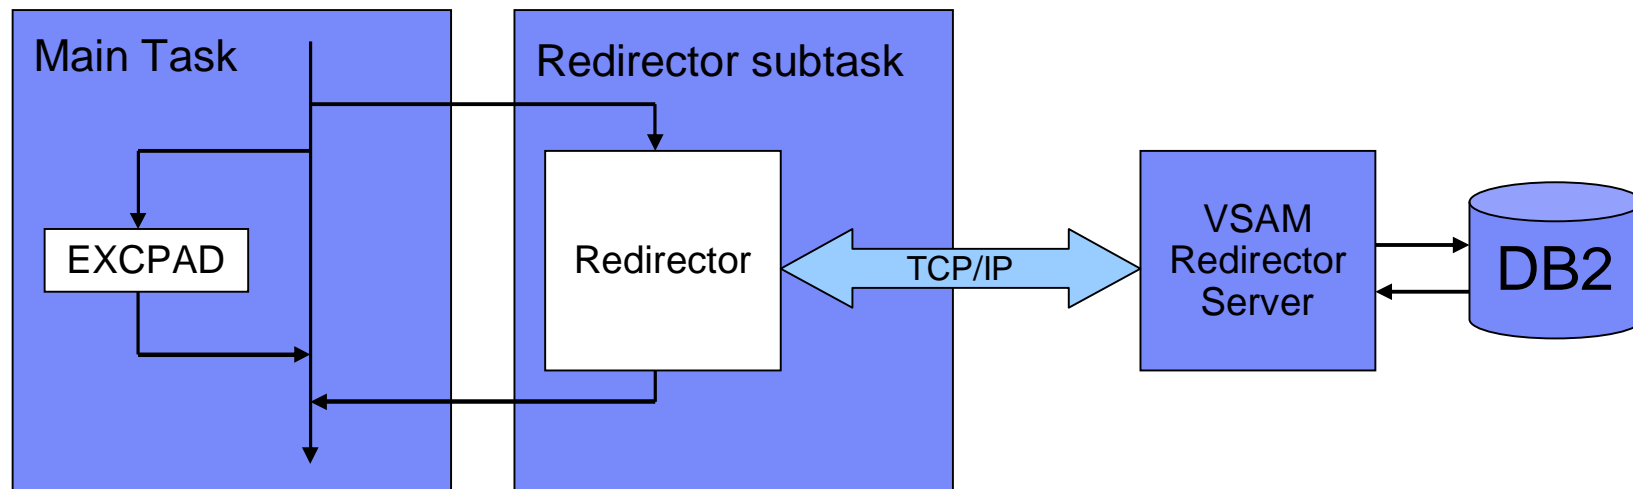 Main Task
Redirector subtask
EXCPAD
Redirector
TCP/IP
VSAM
Redirector
Server
DB2